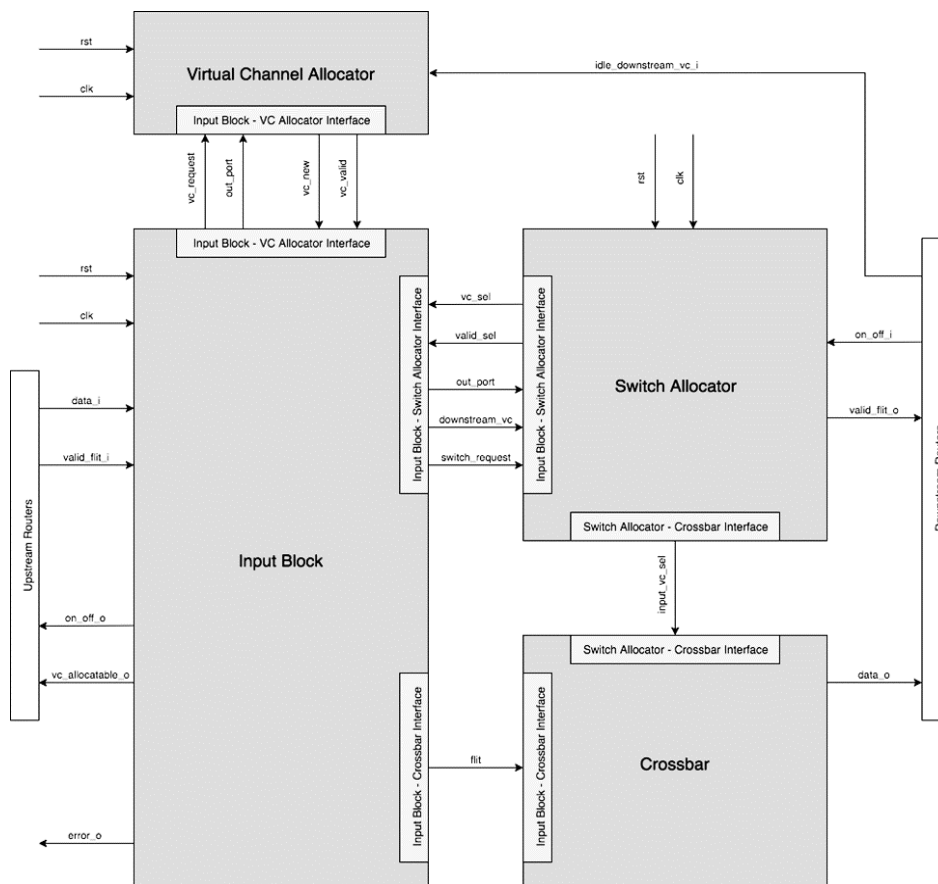 rst
Virtual Channel Allocator
idle_downstream_vc_i
clk
Input Block - VC Allocator Interface
vc_request
out_port
vc_new
vc_valid
rst
clk
Input Block - VC Allocator Interface
rst
clk
Input Block - Switch Allocator Interface
vc_sel
valid_sel
out_port
downstream_vc
switch_request
Input Block - Switch Allocator Interface
Switch Allocator
on_off_i
valid_flit_o
Upstream Routers
data_i
valid_flit_i
Input Block
Switch Allocator - Crossbar Interface
input_vc_sel
on_off_o
vc_allocatable_o
Switch Allocator - Crossbar Interface
data_o
Input Block - Crossbar Interface
flit
Input Block - Crossbar Interface
Crossbar
error_o